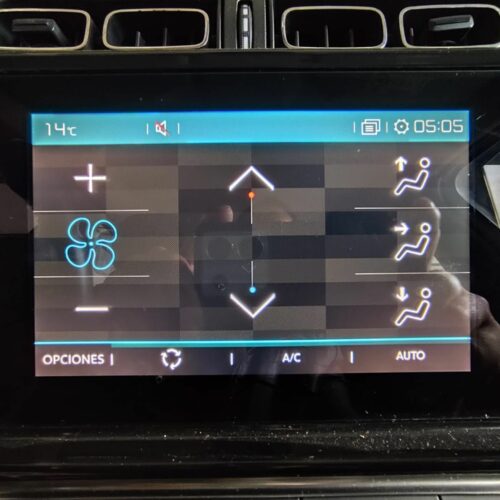 14°C | | | 05:05
OPCIONES | | A/C | AUTO